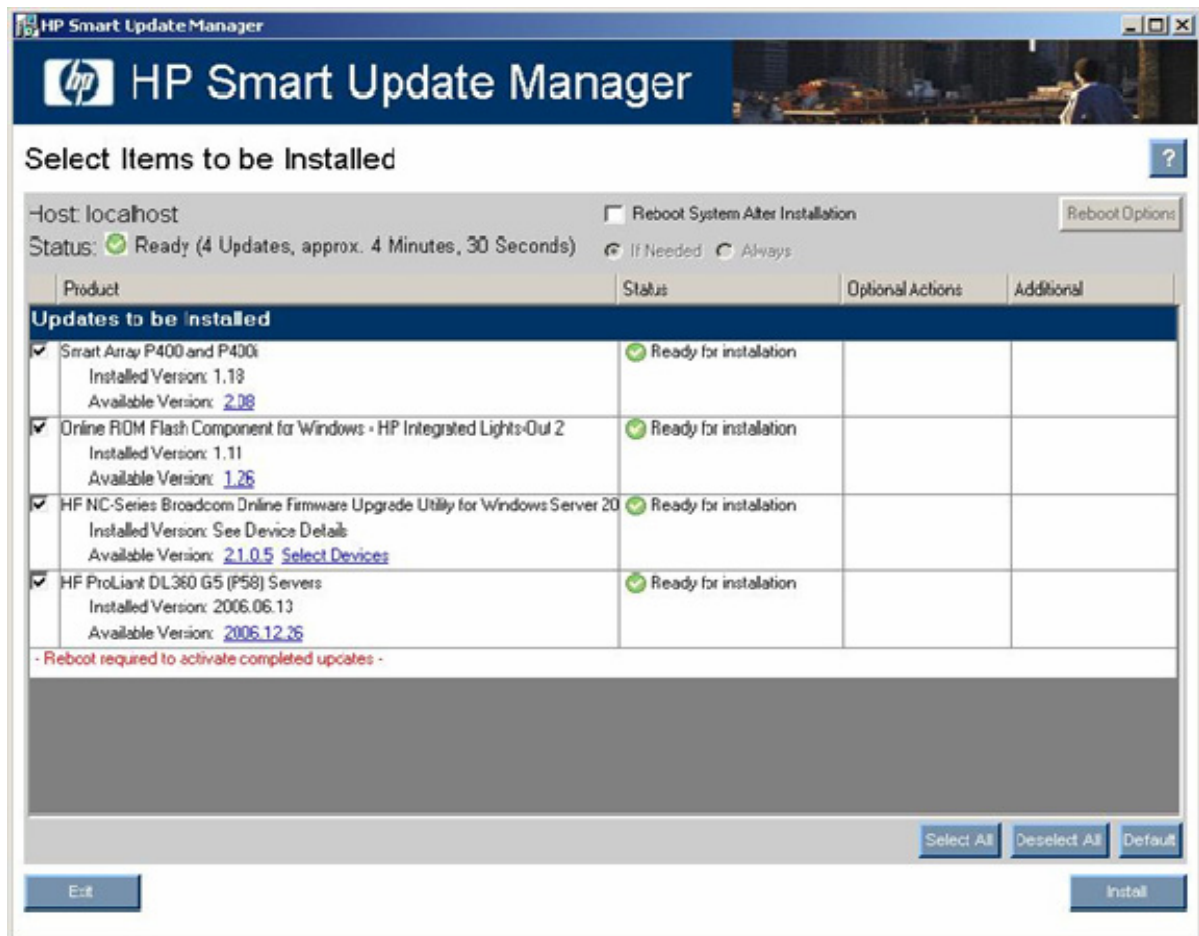 HP Smart Update Manager
hp HP Smart Update Manager
Select Items to be Installed
?
Host: localhost
Reboot System After Installation
Reboot Options
Status: Ready (4 Updates, approx. 4 Minutes, 30 Seconds)
If Needed Always
Product Status Optional Actions Additional
Updates to be Installed
Smart Array P400 and P400i Ready for installation
Installed Version: 1.18
Available Version: 2.08
Online ROM Flash Component for Windows - HP Integrated Lights-Out 2 Ready for installation
Installed Version: 1.11
Available Version: 1.26
HP NC-Series Broadcom Online Firmware Upgrade Utility for Windows Server 20 Ready for installation
Installed Version: See Device Details
Available Version: 2.1.0.5 Select Devices
HP ProLiant DL360 G5 (P58) Servers Ready for installation
Installed Version: 2006.06.13
Available Version: 2006.12.26
- Reboot required to activate completed updates -
Select All Deselect All Default
Exit Install